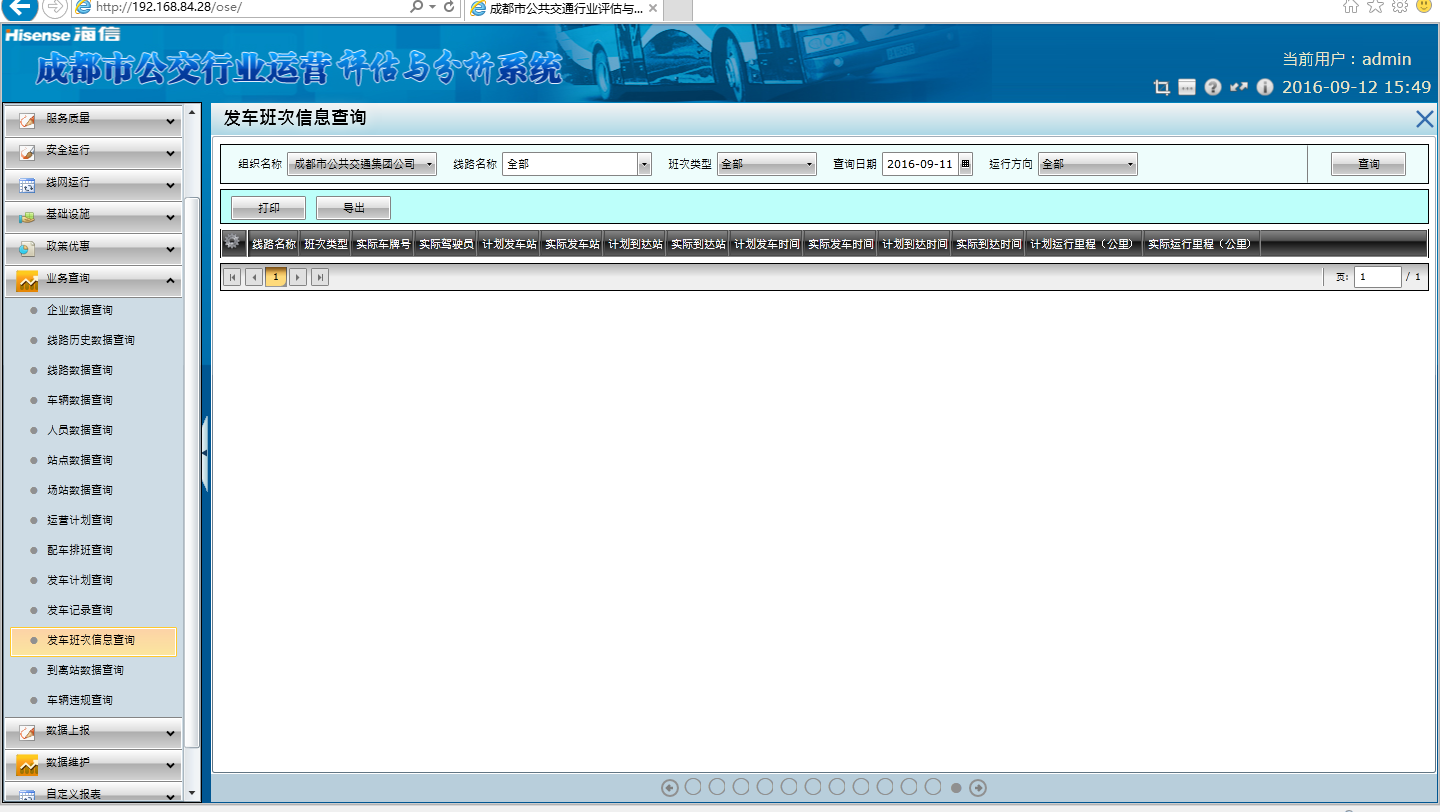 http://192.168.84.28/ose/
成都市公共交通行业评估与...
Hisense 海信
成都市公交行业运营评估与分析系统
当前用户：admin
2016-09-12 15:49
服务质量
安全运行
线网运行
基础设施
政策优惠
业务查询
企业数据查询
线路历史数据查询
线路数据查询
车辆数据查询
人员数据查询
站点数据查询
场站数据查询
运营计划查询
配车排班查询
发车计划查询
发车记录查询
发车班次信息查询
到离站数据查询
车辆违规查询
数据上报
数据维护
自定义报表
发车班次信息查询
组织名称 成都市公共交通集团公司 线路名称 全部 班次类型 全部 查询日期 2016-09-11 运行方向 全部 查询
打印 导出
线路名称 班次类型 实际车牌号 实际驾驶员 计划发车站 实际发车站 计划到达站 实际到达站 计划发车时间 实际发车时间 计划到达时间 实际到达时间 计划运行里程（公里） 实际运行里程（公里）
1 页: 1 / 1